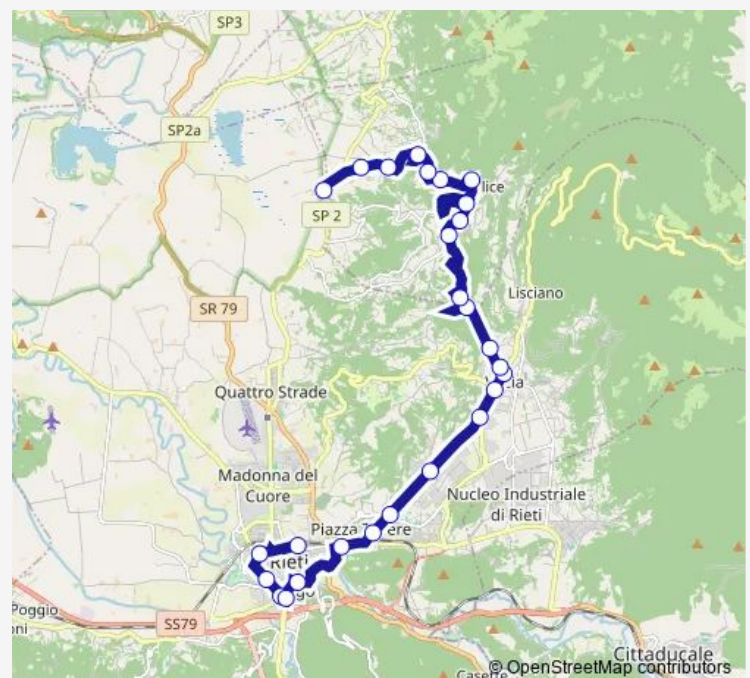 SP3
SP2a
lice
SP 2
Lisciano
SR 79
Quattro Strade
Madonna del
Cuore
Nucleo Industriale
di Rieti
Rieti
Poggio
SS79
Cittaducale
© OpenStreetMap contributors